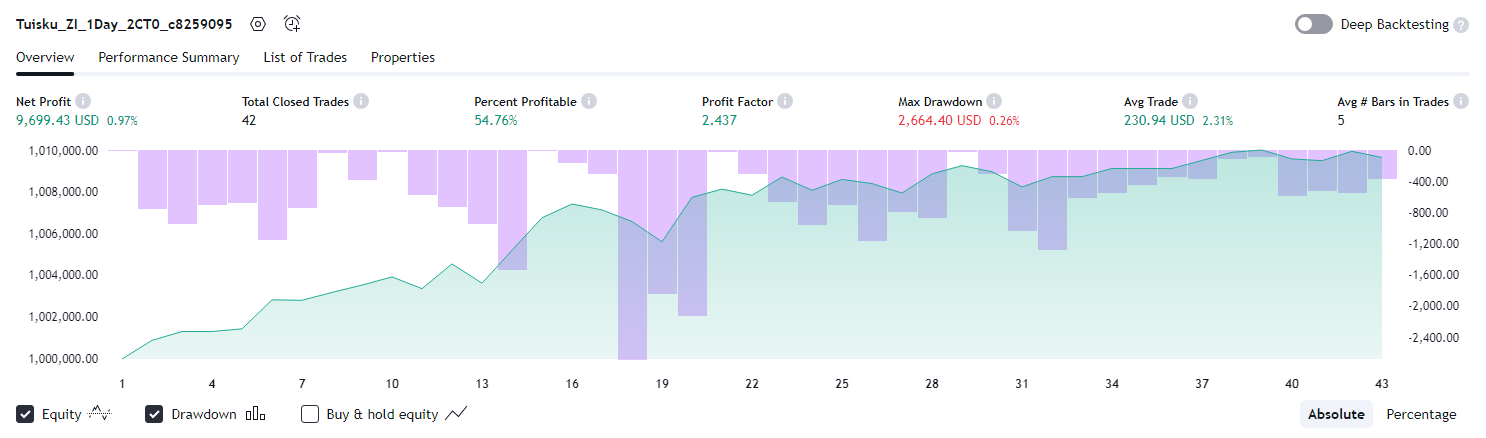 Tuisku_ZI_1Day_2CT0_c8259095 Deep Backtesting ?
Overview Performance Summary List of Trades Properties
Net Profit i Total Closed Trades i Percent Profitable i Profit Factor i Max Drawdown i Avg Trade i Avg # Bars in Trades i
9,699.43 USD 0.97% 42 54.76% 2.437 2,664.40 USD 0.26% 230.94 USD 2.31% 5
1,010,000.00 0.00
1,008,000.00 -400.00
1,006,000.00 -800.00
1,004,000.00 -1,200.00
1,002,000.00 -1,600.00
1,000,000.00 -2,000.00
-2,400.00
1 4 7 10 13 16 19 22 25 28 31 34 37 40 43
Equity Drawdown Buy & hold equity Absolute Percentage